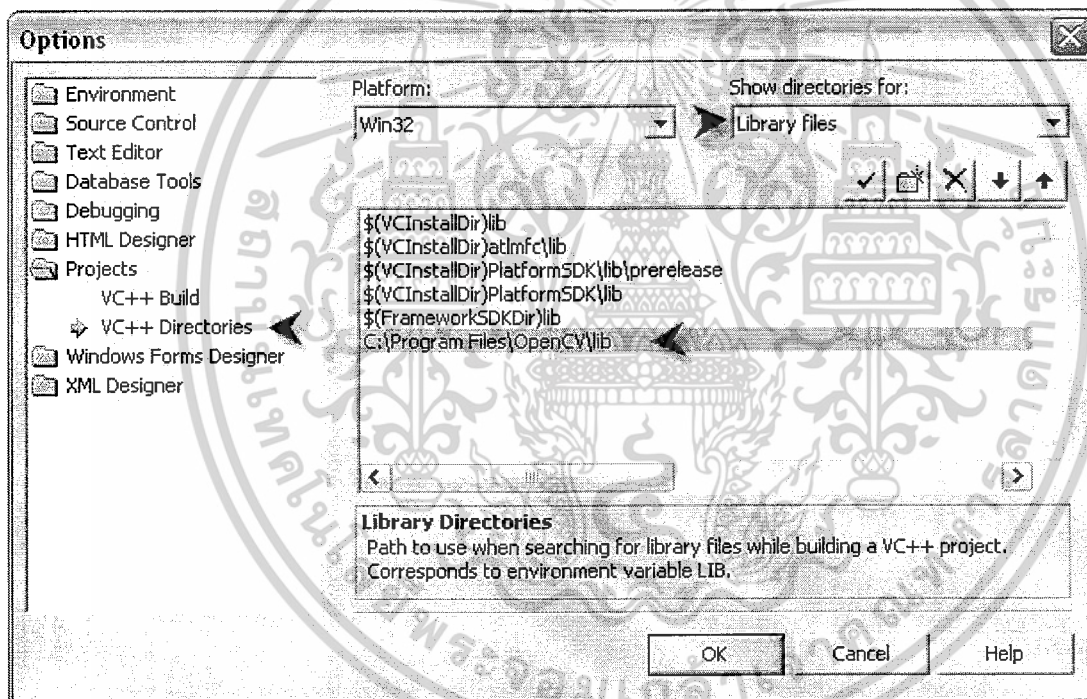 Options
Environment
Source Control
Text Editor
Database Tools
Debugging
HTML Designer
Projects
VC++ Build
VC++ Directories
Windows Forms Designer
XML Designer
Platform:
Win32
Show directories for:
Library files
$(VCInstallDir)lib
$(VCInstallDir)atlmfc\lib
$(VCInstallDir)PlatformSDK\lib\prerelease
$(VCInstallDir)PlatformSDK\lib
$(FrameworkSDKDir)lib
C:\Program Files\OpenCV\lib
Library Directories
Path to use when searching for library files while building a VC++ project.
Corresponds to environment variable LIB.
OK
Cancel
Help